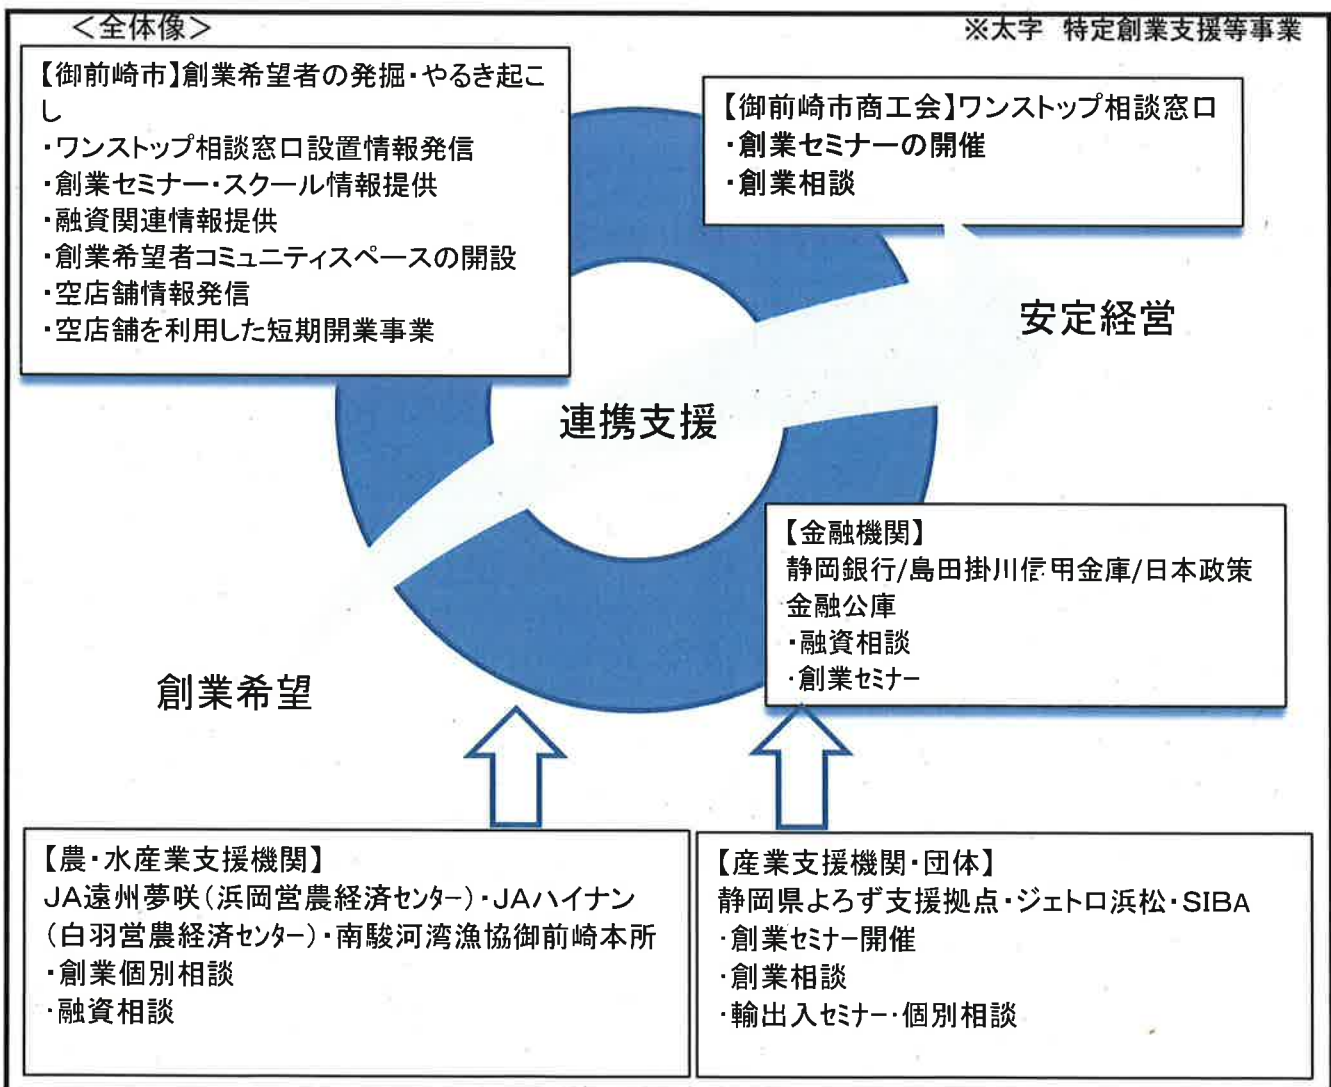 ＜全体像＞
※太字 特定創業支援等事業
【御前崎市】創業希望者の発掘・やるき起こ
し
・ワンストップ相談窓口設置情報発信
・創業セミナー・スクール情報提供
・融資関連情報提供
・創業希望者コミュニティスペースの開設
・空店舗情報発信
・空店舗を利用した短期開業事業
【御前崎市商工会】ワンストップ相談窓口
・創業セミナーの開催
・創業相談
安定経営
連携支援
創業希望
【金融機関】
静岡銀行/島田掛川信用金庫/日本政策
金融公庫
・融資相談
・創業セミナー
【農・水産業支援機関】
JA遠州夢咲（浜岡営農経済センター）・JAハイナン
（白羽営農経済センター）・南駿河湾漁協御前崎本所
・創業個別相談
・融資相談
【産業支援機関・団体】
静岡県よろず支援拠点・ジェトロ浜松・SIBA
・創業セミナー開催
・創業相談
・輸出入セミナー・個別相談